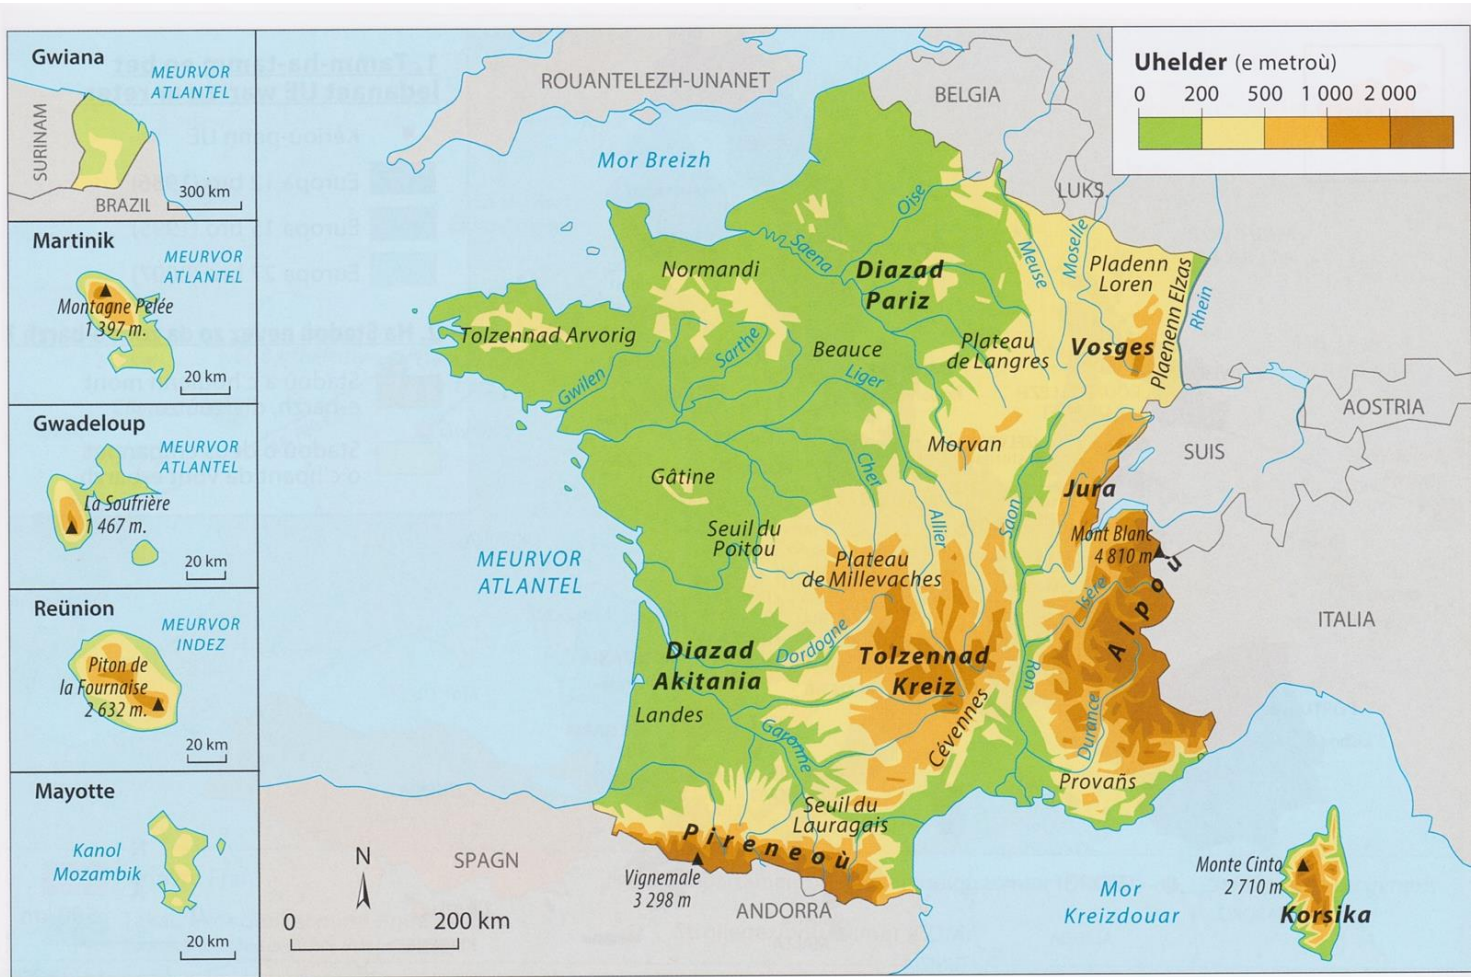 Gwiana
MEURVOR
ATLANTEL
SURINAM
BRAZIL
300 km
Martinik
MEURVOR
ATLANTEL
Montagne Pelée
1 397 m.
20 km
Gwadeloup
MEURVOR
ATLANTEL
La Soufrière
1 467 m.
20 km
Reünion
MEURVOR
INDEZ
Piton de
la Fournaise
2 632 m.
20 km
Mayotte
Kanol
Mozambik
20 km
Uhelder (e metroù)
0 200 500 1 000 2 000
ROUANTELEZH-UNANET
BELGIA
LUKS.
Mor Breizh
Oise
Saena
Meuse
Moselle
Normandi
Diazad
Pariz
Pladenn
Loren
Plaenenn Elzas
Rhein
Tolzennad Arvorig
Sarthe
Beauce
Plateau
de Langres
Vosges
Gwilen
Liger
AOSTRIA
Morvan
SUIS
Gâtine
Cher
Jura
Allier
Saon
Seuil du
Poitou
Mont Blanc
4 810 m
MEURVOR
ATLANTEL
Plateau
de Millevaches
Isère
Alpoù
ITALIA
Dordogne
Diazad
Akitania
Tolzennad
Kreiz
Ron
Landes
Cévennes
Durance
Garonne
Provañs
Seuil du
Lauragais
Pireneoù
N
SPAGN
Vignemale
3 298 m
ANDORRA
0 200 km
Mor
Kreizdouar
Monte Cinto
2 710 m
Korsika